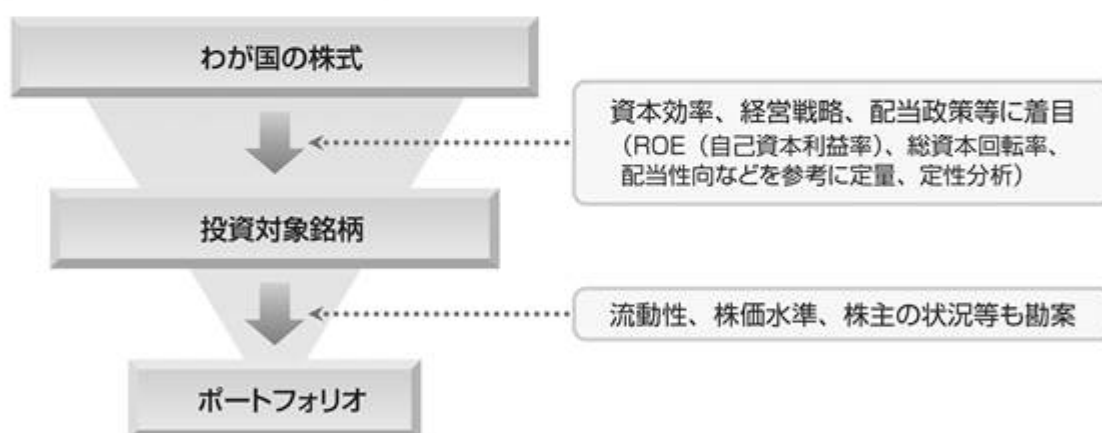 わが国の株式
資本効率、経営戦略、配当政策等に着目
（ROE（自己資本利益率）、総資本回転率、
配当性向などを参考に定量、定性分析）
投資対象銘柄
流動性、株価水準、株主の状況等も勘案
ポートフォリオ